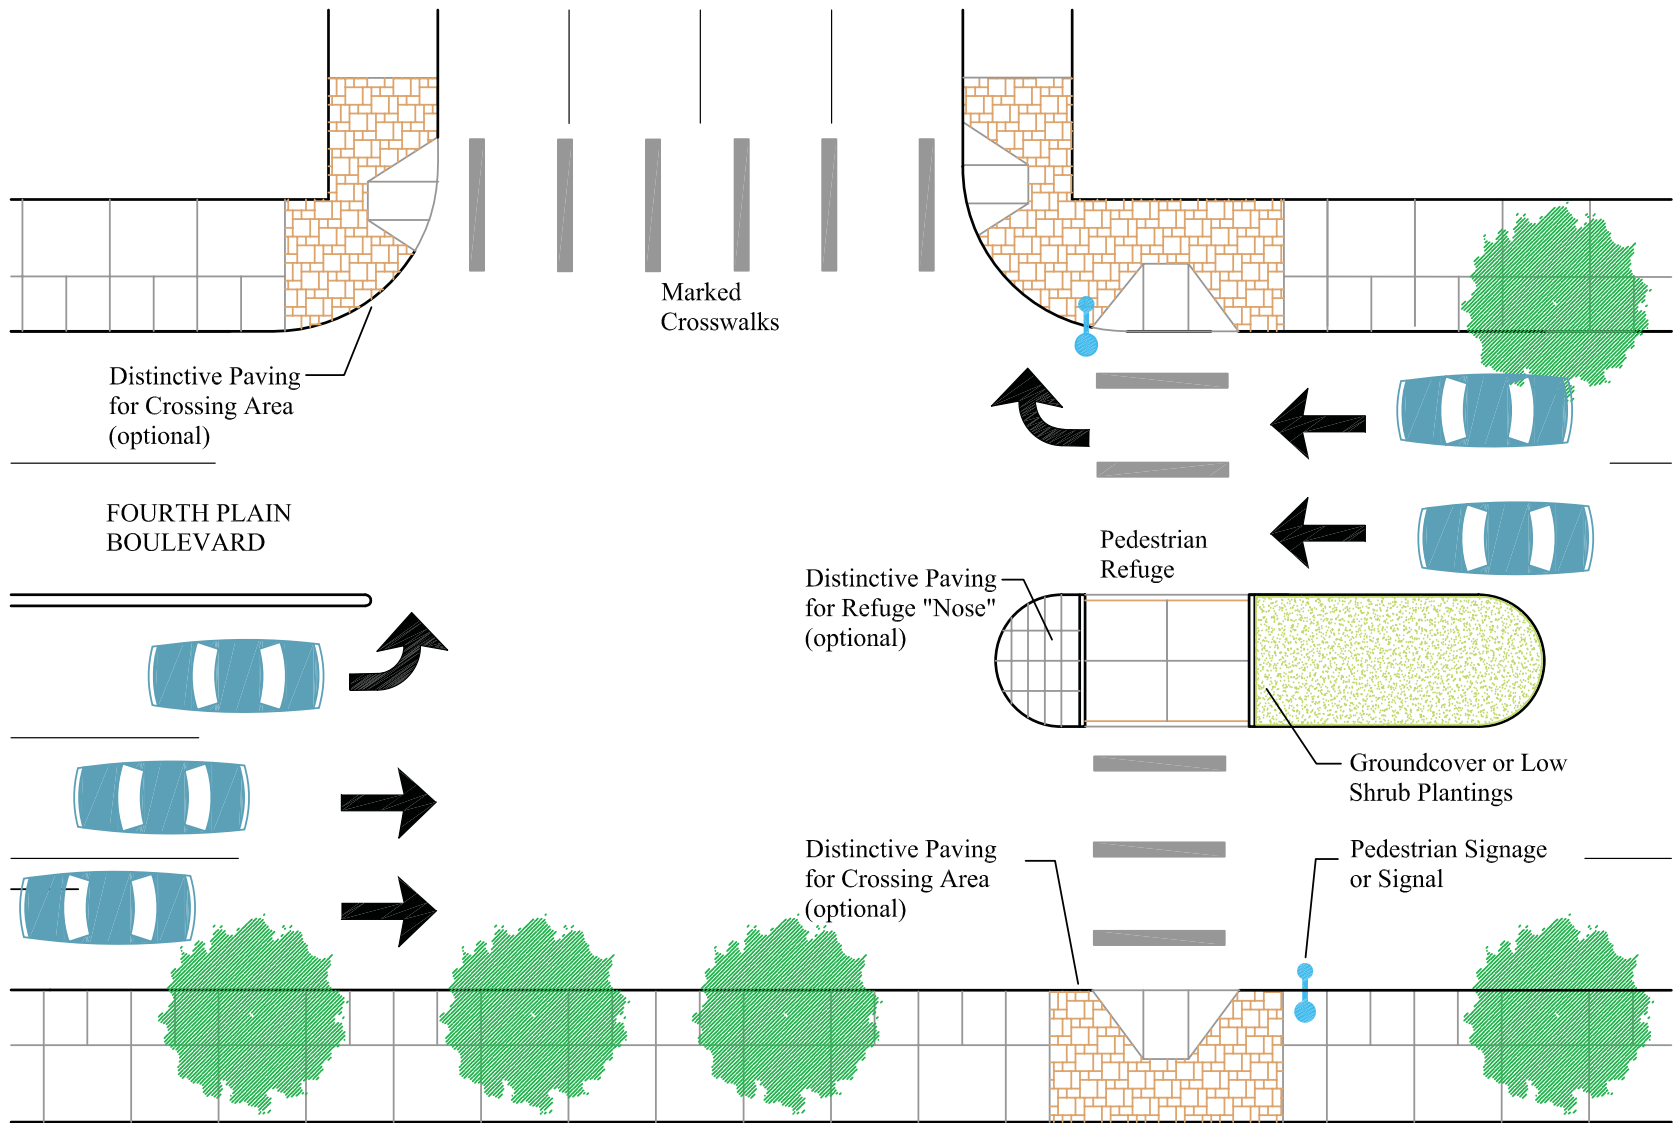 Marked
Crosswalks
Distinctive Paving
for Crossing Area
(optional)
FOURTH PLAIN
BOULEVARD
Pedestrian
Refuge
Distinctive Paving
for Refuge "Nose"
(optional)
Groundcover or Low
Shrub Plantings
Distinctive Paving
for Crossing Area
(optional)
Pedestrian Signage
or Signal